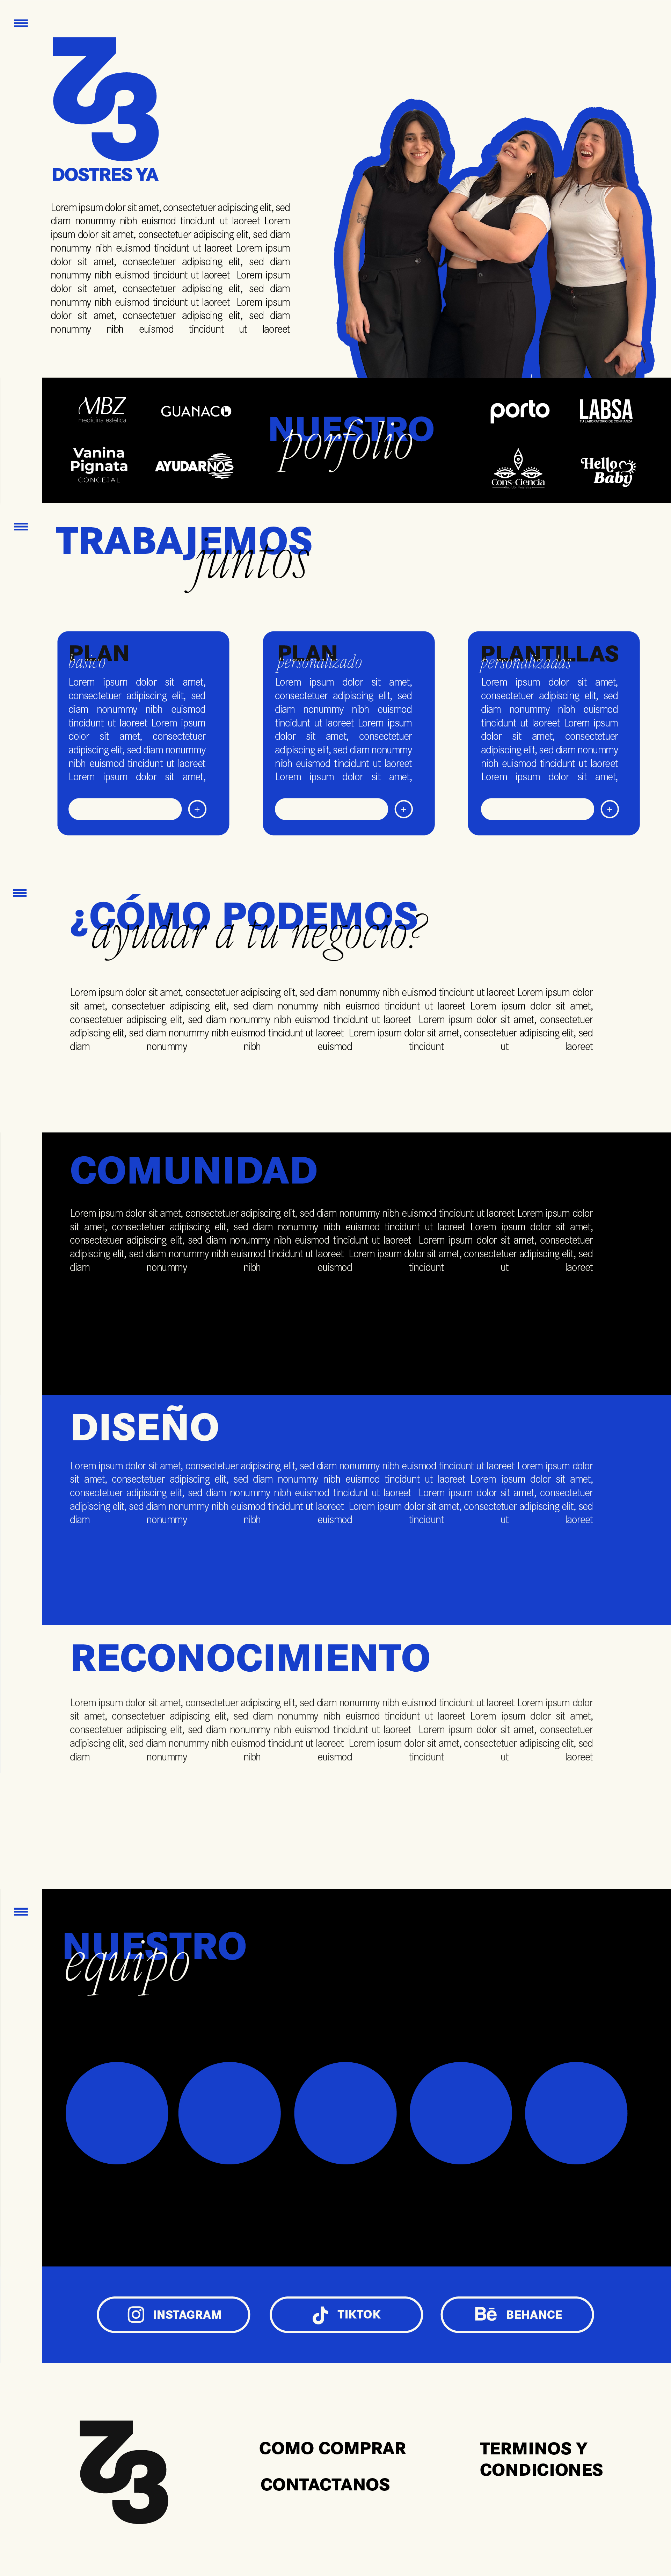 23
DOSTRES YA
Lorem ipsum dolor sit amet, consectetuer adipiscing elit, sed
diam nonummy nibh euismod tincidunt ut laoreet Lorem
ipsum dolor sit amet, consectetuer adipiscing elit, sed diam
nonummy nibh euismod tincidunt ut laoreet Lorem ipsum
dolor sit amet, consectetuer adipiscing elit, sed diam
nonummy nibh euismod tincidunt ut laoreet Lorem ipsum
dolor sit amet, consectetuer adipiscing elit, sed diam
nonummy nibh euismod tincidunt ut laoreet Lorem ipsum
dolor sit amet, consectetuer adipiscing elit, sed diam
nonummy nibh euismod tincidunt ut laoreet
MBZ
medicina estética
GUANACO
Vanina
Pignata
CONCEJAL
AYUDARNOS
NUESTRO
porfolio
porto
LABSA
TU LABORATORIO DE CONFIANZA
Cons-Ciencia
Hello
Baby
TRABAJEMOS
juntos
PLAN
básico
Lorem ipsum dolor sit amet,
consectetuer adipiscing elit, sed
diam nonummy nibh euismod
tincidunt ut laoreet Lorem ipsum
dolor sit amet, consectetuer
adipiscing elit, sed diam nonummy
nibh euismod tincidunt ut laoreet
Lorem ipsum dolor sit amet,
+
PLAN
personalizado
Lorem ipsum dolor sit amet,
consectetuer adipiscing elit, sed
diam nonummy nibh euismod
tincidunt ut laoreet Lorem ipsum
dolor sit amet, consectetuer
adipiscing elit, sed diam nonummy
nibh euismod tincidunt ut laoreet
Lorem ipsum dolor sit amet,
+
PLANTILLAS
personalizadas
Lorem ipsum dolor sit amet,
consectetuer adipiscing elit, sed
diam nonummy nibh euismod
tincidunt ut laoreet Lorem ipsum
dolor sit amet, consectetuer
adipiscing elit, sed diam nonummy
nibh euismod tincidunt ut laoreet
Lorem ipsum dolor sit amet,
+
¿CÓMO PODEMOS
ayudar a tu negocio?
Lorem ipsum dolor sit amet, consectetuer adipiscing elit, sed diam nonummy nibh euismod tincidunt ut laoreet Lorem ipsum dolor
sit amet, consectetuer adipiscing elit, sed diam nonummy nibh euismod tincidunt ut laoreet Lorem ipsum dolor sit amet,
consectetuer adipiscing elit, sed diam nonummy nibh euismod tincidunt ut laoreet Lorem ipsum dolor sit amet, consectetuer
adipiscing elit, sed diam nonummy nibh euismod tincidunt ut laoreet Lorem ipsum dolor sit amet, consectetuer adipiscing elit, sed
diam nonummy nibh euismod tincidunt ut laoreet
COMUNIDAD
Lorem ipsum dolor sit amet, consectetuer adipiscing elit, sed diam nonummy nibh euismod tincidunt ut laoreet Lorem ipsum dolor
sit amet, consectetuer adipiscing elit, sed diam nonummy nibh euismod tincidunt ut laoreet Lorem ipsum dolor sit amet,
consectetuer adipiscing elit, sed diam nonummy nibh euismod tincidunt ut laoreet Lorem ipsum dolor sit amet, consectetuer
adipiscing elit, sed diam nonummy nibh euismod tincidunt ut laoreet Lorem ipsum dolor sit amet, consectetuer adipiscing elit, sed
diam nonummy nibh euismod tincidunt ut laoreet
DISEÑO
Lorem ipsum dolor sit amet, consectetuer adipiscing elit, sed diam nonummy nibh euismod tincidunt ut laoreet Lorem ipsum dolor
sit amet, consectetuer adipiscing elit, sed diam nonummy nibh euismod tincidunt ut laoreet Lorem ipsum dolor sit amet,
consectetuer adipiscing elit, sed diam nonummy nibh euismod tincidunt ut laoreet Lorem ipsum dolor sit amet, consectetuer
adipiscing elit, sed diam nonummy nibh euismod tincidunt ut laoreet Lorem ipsum dolor sit amet, consectetuer adipiscing elit, sed
diam nonummy nibh euismod tincidunt ut laoreet
RECONOCIMIENTO
Lorem ipsum dolor sit amet, consectetuer adipiscing elit, sed diam nonummy nibh euismod tincidunt ut laoreet Lorem ipsum dolor
sit amet, consectetuer adipiscing elit, sed diam nonummy nibh euismod tincidunt ut laoreet Lorem ipsum dolor sit amet,
consectetuer adipiscing elit, sed diam nonummy nibh euismod tincidunt ut laoreet Lorem ipsum dolor sit amet, consectetuer
adipiscing elit, sed diam nonummy nibh euismod tincidunt ut laoreet Lorem ipsum dolor sit amet, consectetuer adipiscing elit, sed
diam nonummy nibh euismod tincidunt ut laoreet
NUESTRO
equipo
INSTAGRAM
TIKTOK
Bē BEHANCE
23
COMO COMPRAR
CONTACTANOS
TERMINOS Y
CONDICIONES